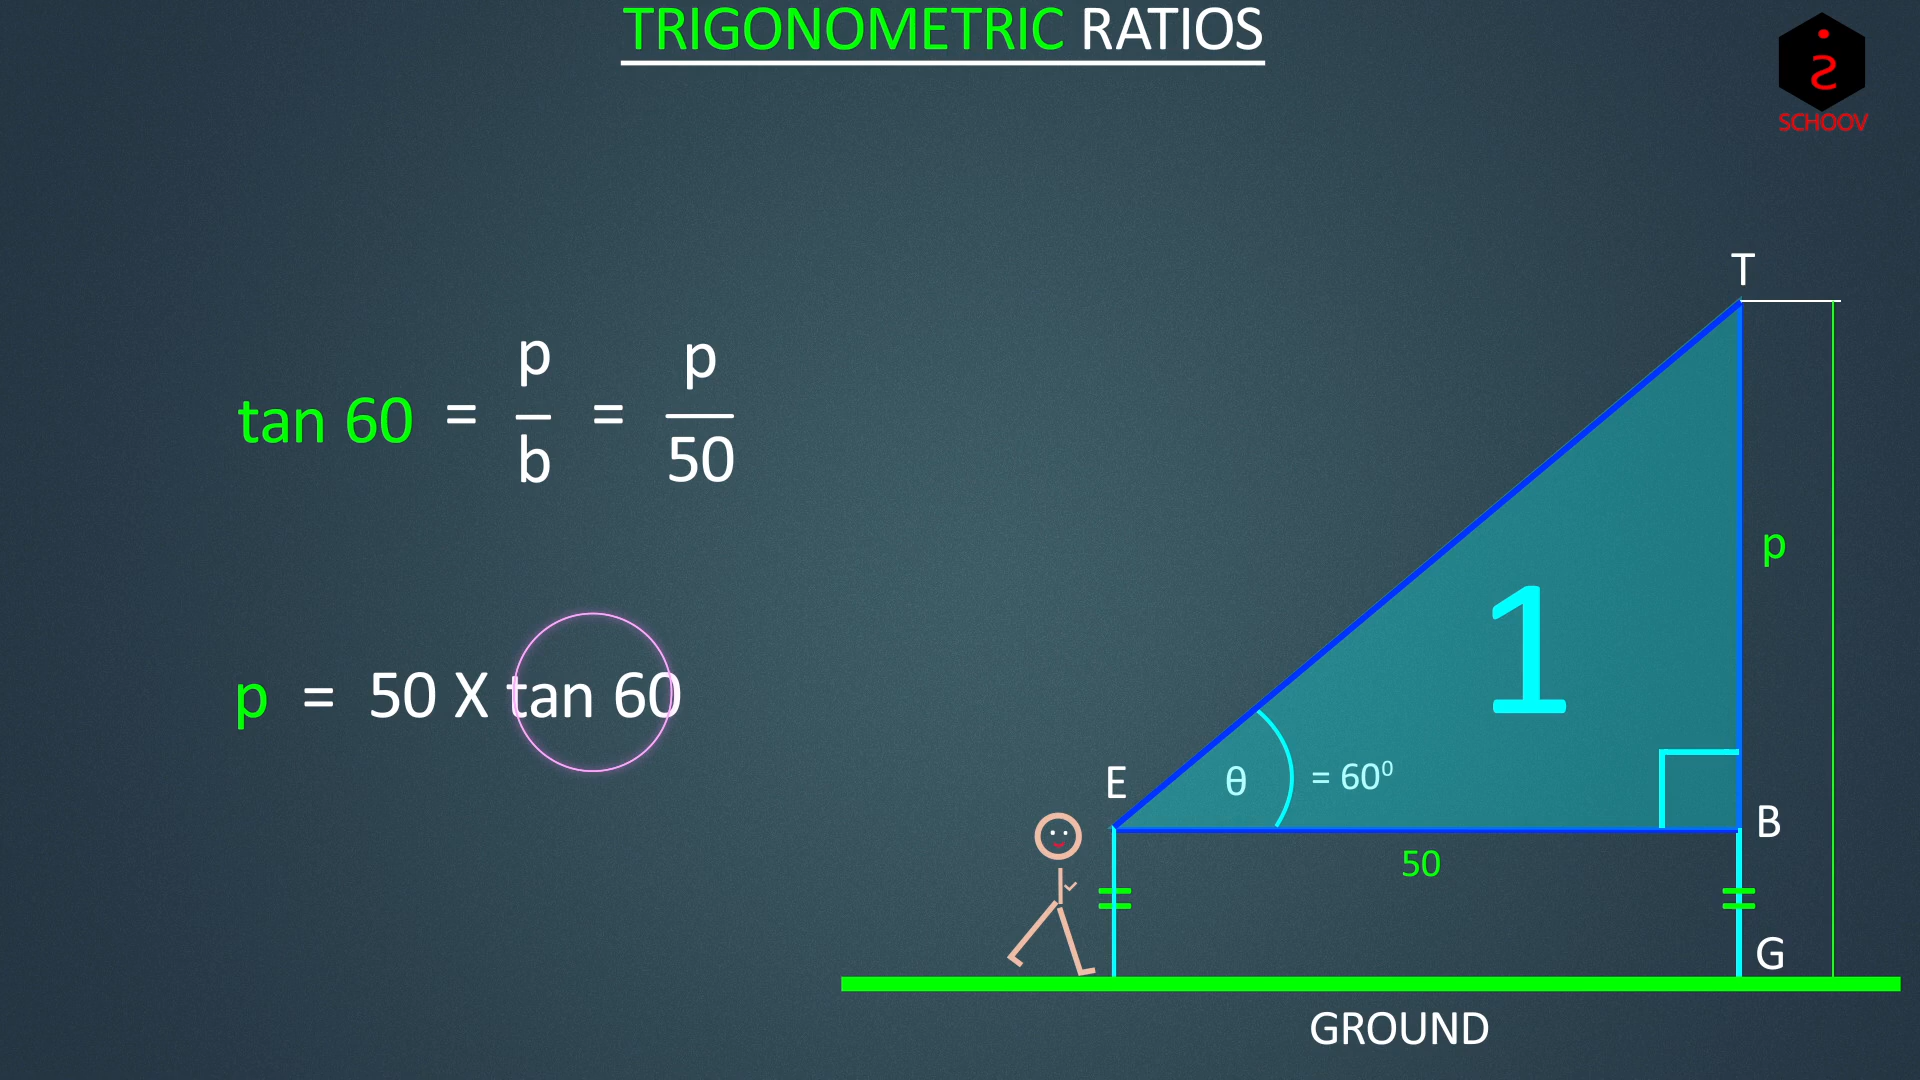 TRIGONOMETRIC RATIOS
SCHOOV
tan 60 = p/b = p/50
p = 50 X tan 60
T
p
1
E
θ = 60⁰
B
50
G
GROUND